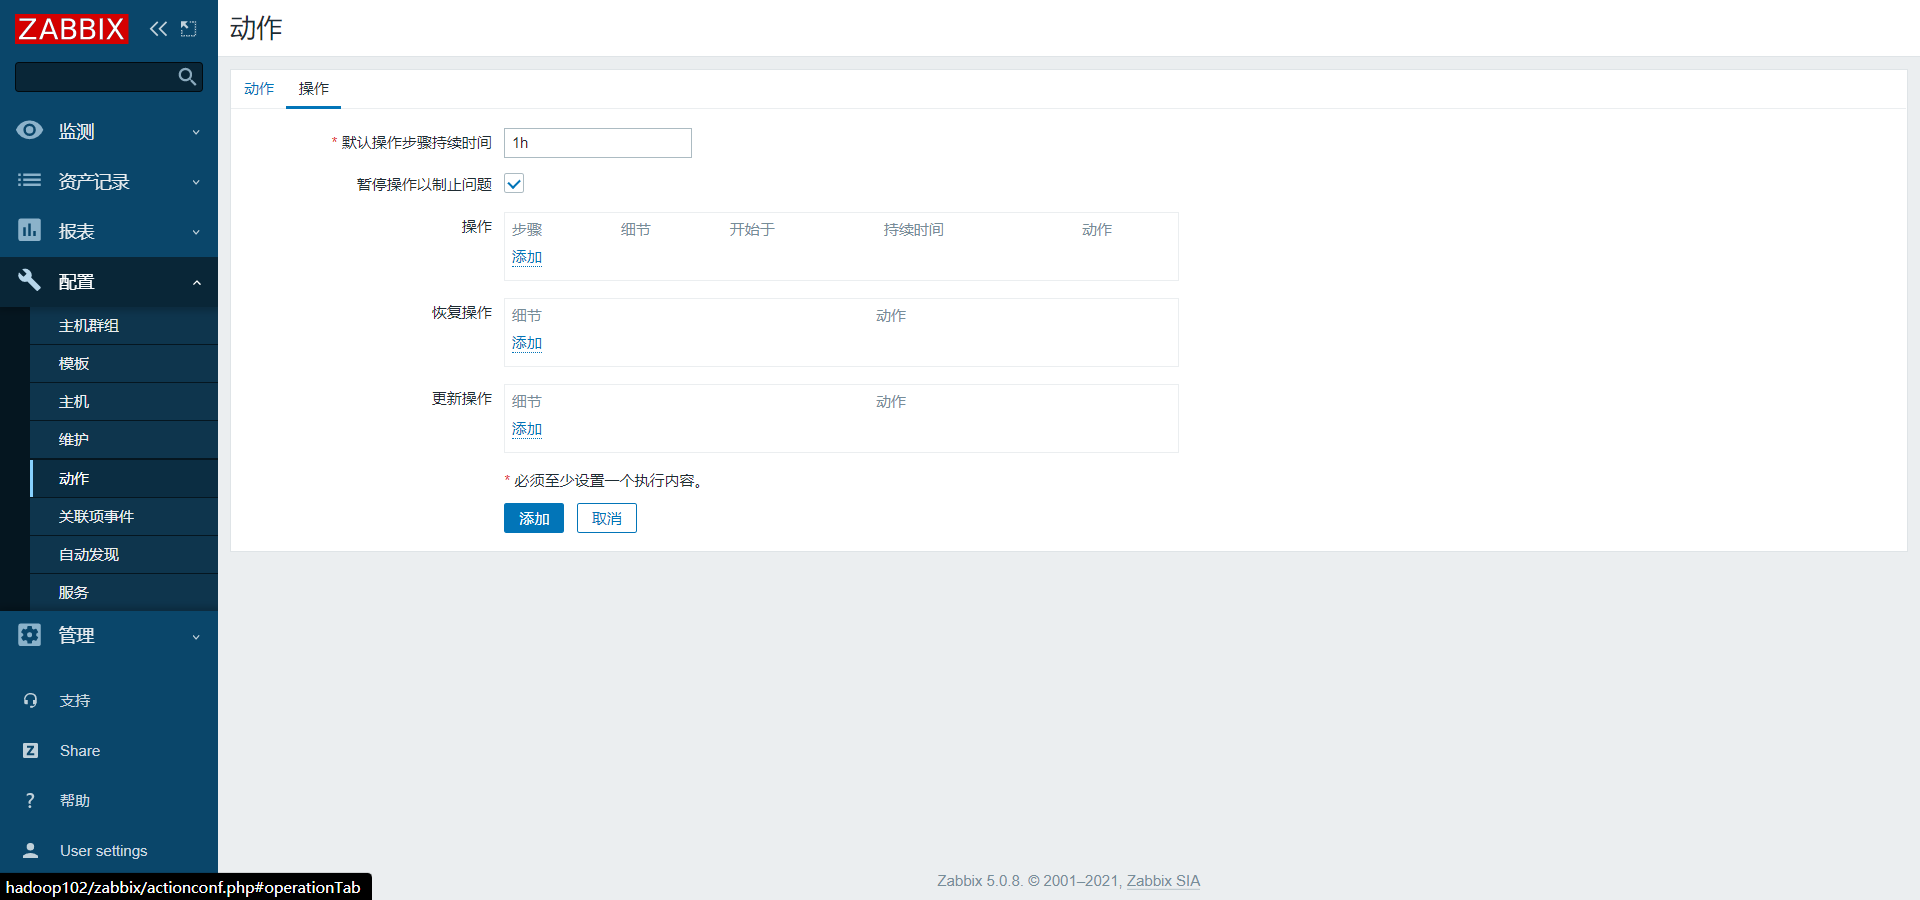 ZABBIX
监测
资产记录
报表
配置
主机群组
模板
主机
维护
动作
关联项事件
自动发现
服务
管理
支持
Share
帮助
User settings
hadoop102/zabbix/actionconf.php#operationTab
动作
动作 操作
* 默认操作步骤持续时间 1h
暂停操作以制止问题
操作 步骤 细节 开始于 持续时间 动作
添加
恢复操作 细节 动作
添加
更新操作 细节 动作
添加
* 必须至少设置一个执行内容。
添加 取消
Zabbix 5.0.8. © 2001–2021, Zabbix SIA